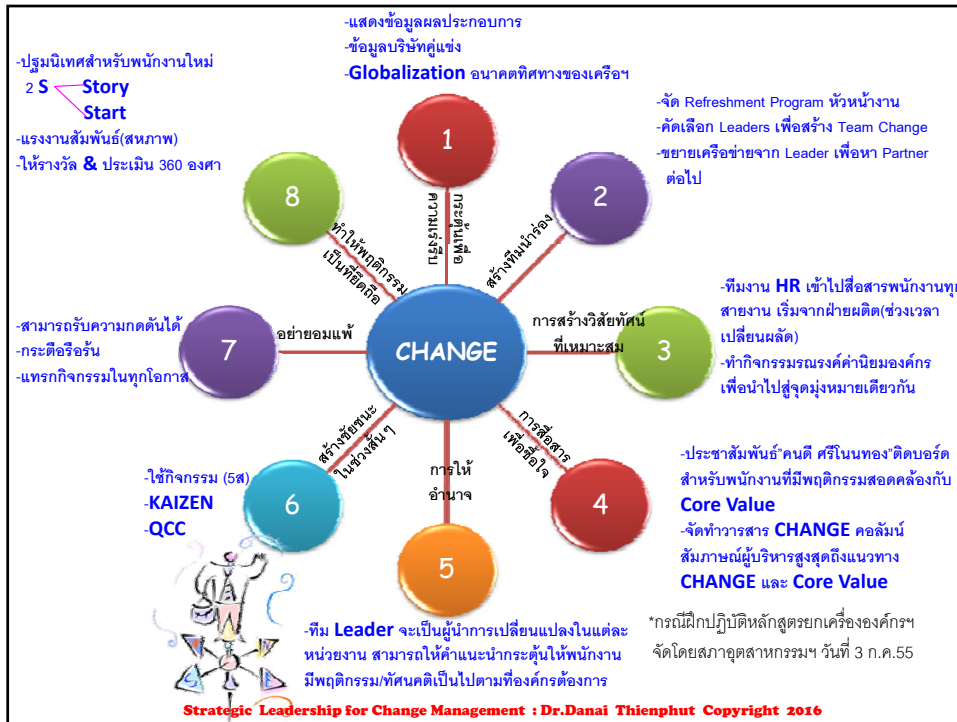 -แสดงข้อมูลผลประกอบการ
-ข้อมูลบริษัทคู่แข่ง
-Globalization อนาคตทิศทางของเครือฯ
-ปฐมนิเทศสำหรับพนักงานใหม่
2 S Story
Start
-แรงงานสัมพันธ์(สหภาพ)
-ให้รางวัล & ประเมิน 360 องศา
-จัด Refreshment Program หัวหน้างาน
-คัดเลือก Leaders เพื่อสร้าง Team Change
-ขยายเครือข่ายจาก Leader เพื่อหา Partner
ต่อไป
1
กระตุ้นเพื่อ
ความเร่งรีบ
2
สร้างทีมนำร่อง
8
ทำให้พฤติกรรม
เป็นที่ยึดถือ
-ทีมงาน HR เข้าไปสื่อสารพนักงานทุก
สายงาน เริ่มจากฝ่ายผลิต(ช่วงเวลา
เปลี่ยนผลัด)
-ทำกิจกรรมรณรงค์ค่านิยมองค์กร
เพื่อนำไปสู่จุดมุ่งหมายเดียวกัน
-สามารถรับความกดดันได้
-กระตือรือร้น
-แทรกกิจกรรมในทุกโอกาส
7
อย่ายอมแพ้
CHANGE
การสร้างวิสัยทัศน์
ที่เหมาะสม
3
สร้างชัยชนะ
ในช่วงสั้นๆ
การให้
อำนาจ
การสื่อสาร
เพื่อซื้อใจ
-ใช้กิจกรรม (5ส)
-KAIZEN
-QCC
6
5
4
-ประชาสัมพันธ์"คนดี ศรีโนนทอง"ติดบอร์ด
สำหรับพนักงานที่มีพฤติกรรมสอดคล้องกับ
Core Value
-จัดทำวารสาร CHANGE คอลัมน์
สัมภาษณ์ผู้บริหารสูงสุดถึงแนวทาง
CHANGE และ Core Value
-ทีม Leader จะเป็นผู้นำการเปลี่ยนแปลงในแต่ละ
หน่วยงาน สามารถให้คำแนะนำกระตุ้นให้พนักงาน
มีพฤติกรรม/ทัศนคติเป็นไปตามที่องค์กรต้องการ
*กรณีฝึกปฏิบัติหลักสูตรยกเครื่ององค์กรฯ
จัดโดยสภาอุตสาหกรรมฯ วันที่ 3 ก.ค.55
Strategic Leadership for Change Management : Dr.Danai Thienphut Copyright 2016